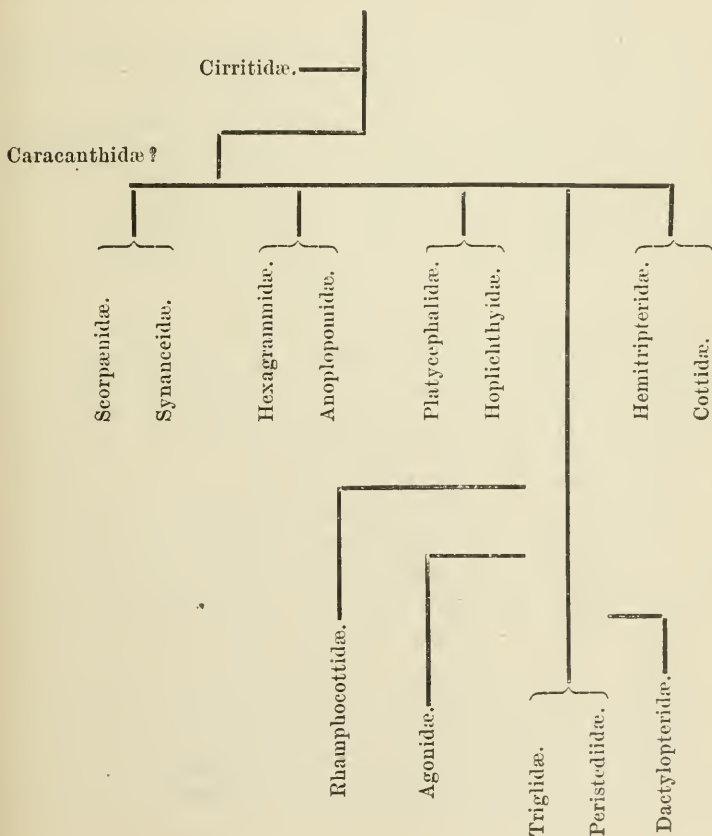 Cirritidæ.
Caracanthidæ?
Scorpænidæ.
Synanceidæ.
Hexagrammidæ.
Anoplopomidæ.
Platycephalidæ.
Hoplichthyidæ.
Hemitripteridæ.
Cottidæ.
Rhamphocottidæ.
Agonidæ.
Triglidæ.
Peristediidæ.
Dactylopteridæ.